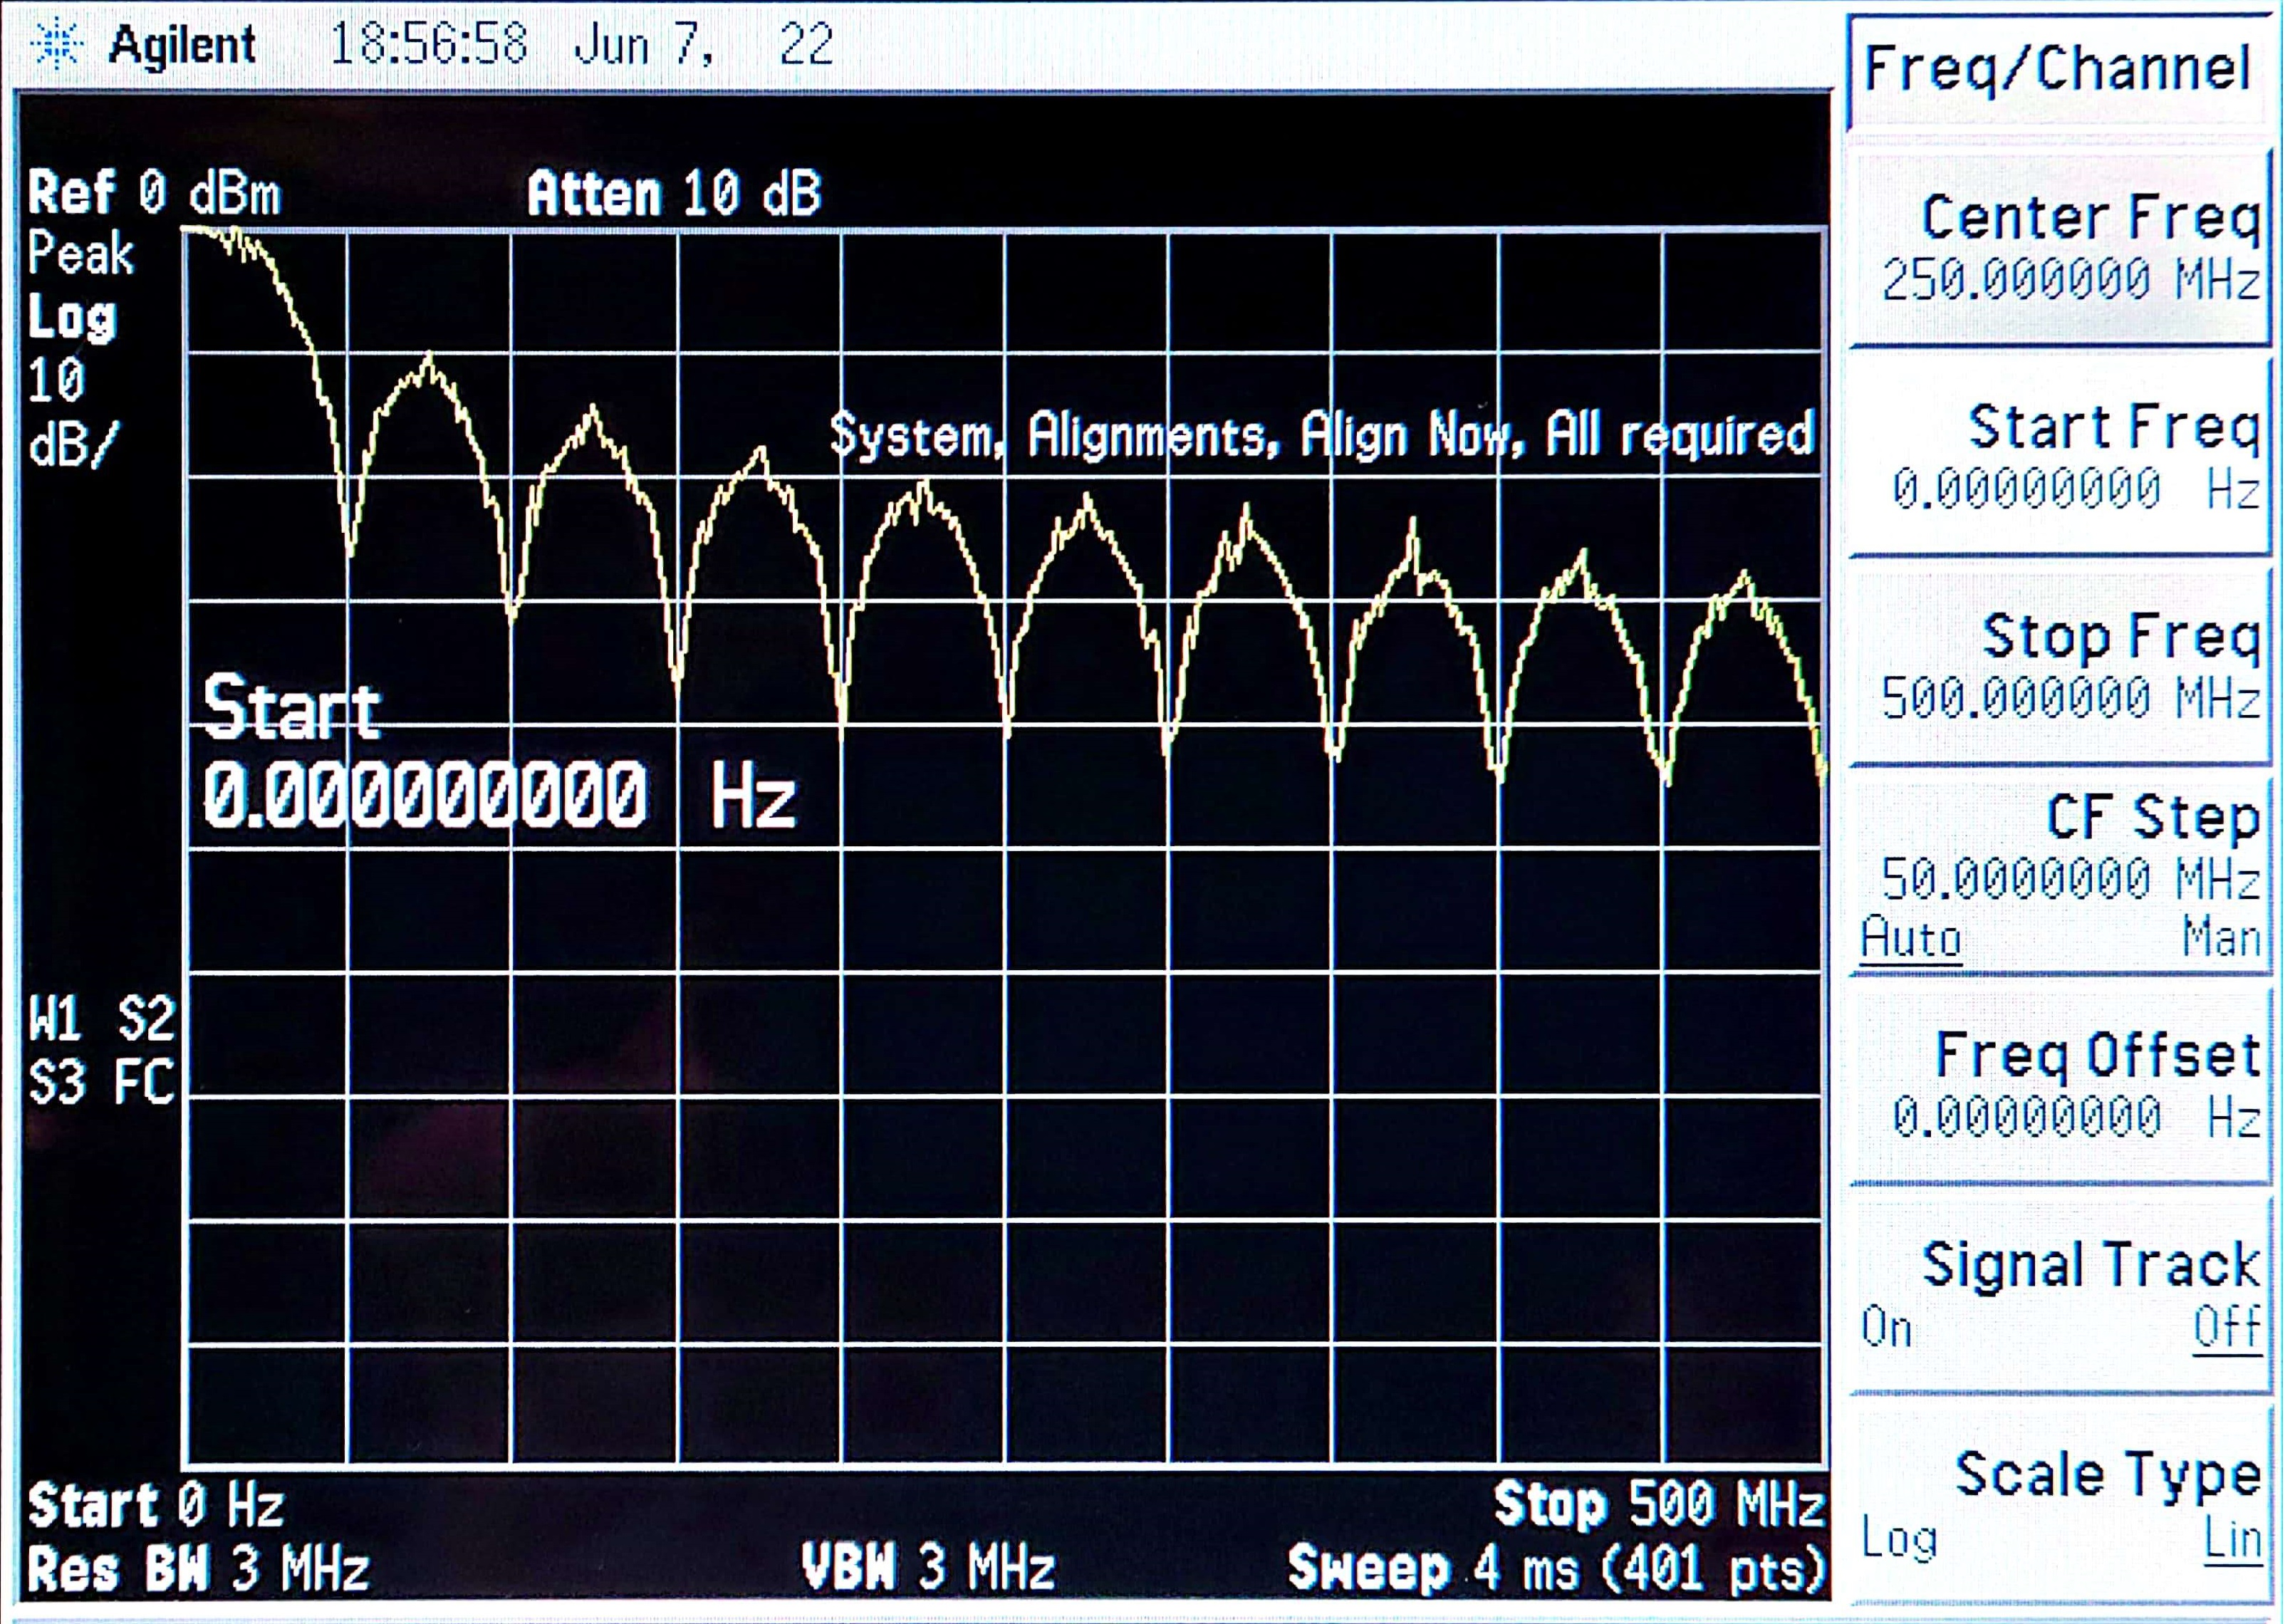 Agilent 18:56:58 Jun 7, 22
Ref 0 dBm Atten 10 dB
Peak
Log
10
dB/
System, Alignments, Align Now, All required
Start
0.000000000 Hz
W1 S2
S3 FC
Start 0 Hz Stop 500 MHz
Res BW 3 MHz VBW 3 MHz Sweep 4 ms (401 pts)
Freq/Channel
Center Freq
250.000000 MHz
Start Freq
0.00000000 Hz
Stop Freq
500.000000 MHz
CF Step
50.0000000 MHz
Auto Man
Freq Offset
0.00000000 Hz
Signal Track
On Off
Scale Type
Log Lin